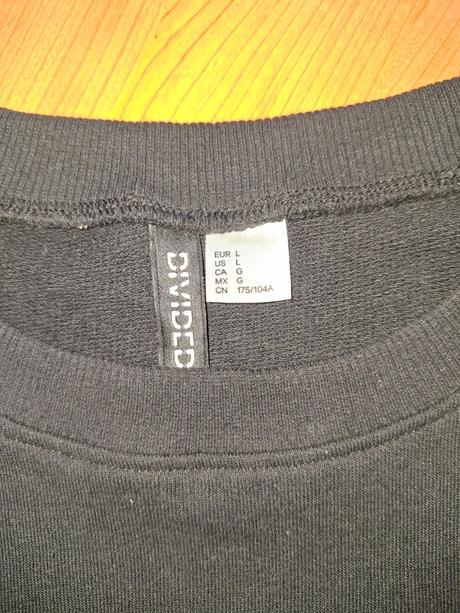 DIVIDED
EUR L
US L
CA G
MX G
CN 175/104A